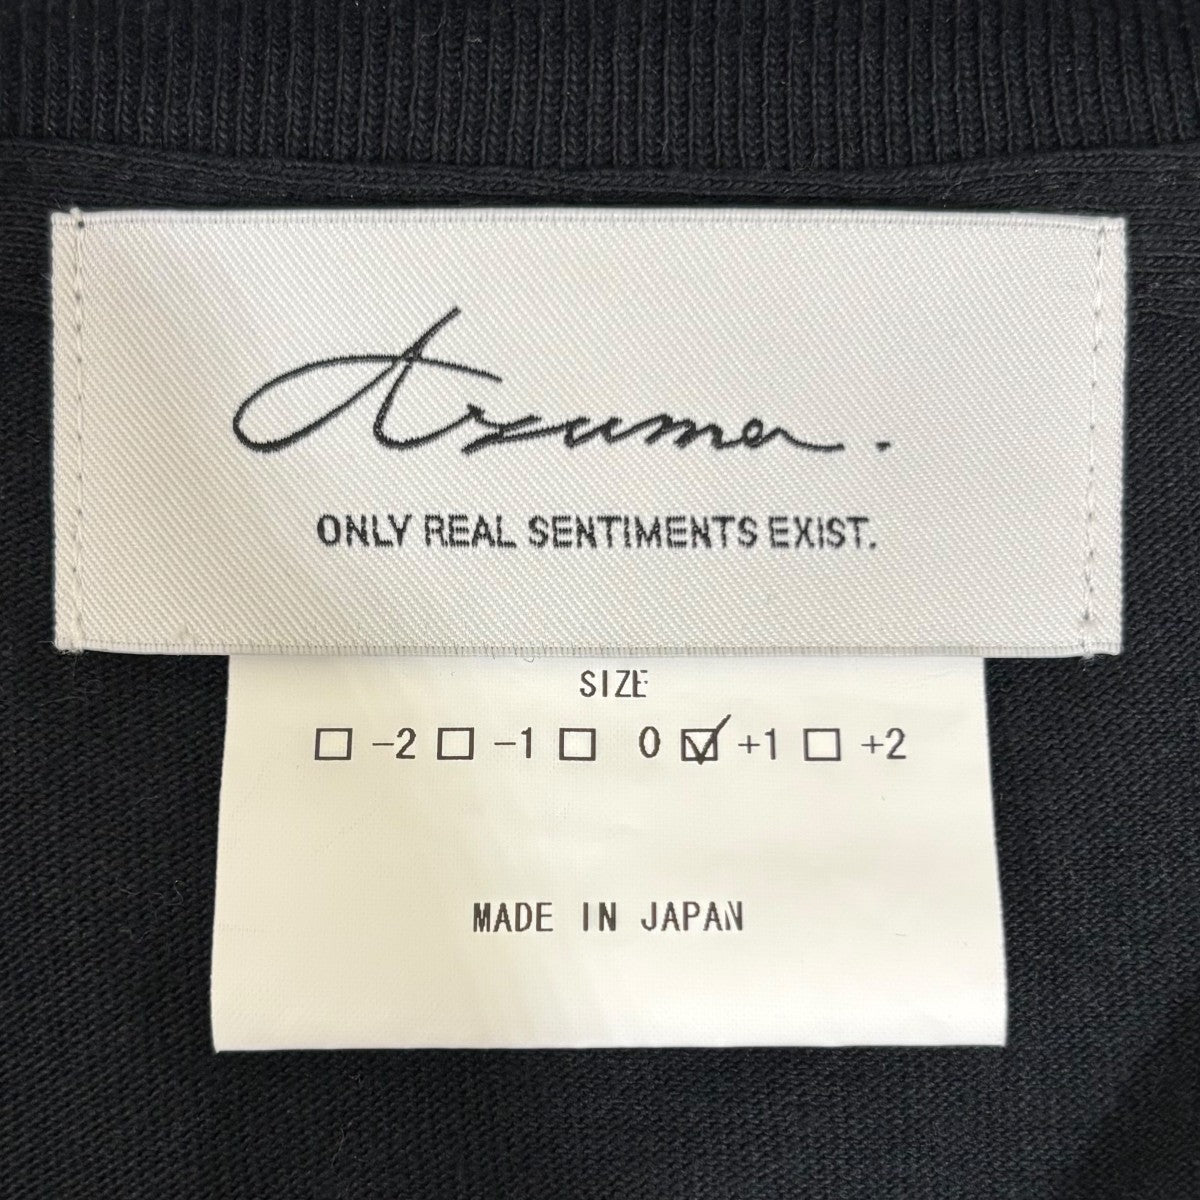 Azuma.
ONLY REAL SENTIMENTS EXIST.
SIZE
☐ -2 ☐ -1 ☐ 0 ☑ +1 ☐ +2
MADE IN JAPAN